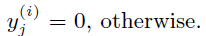 y_j^{(i)} = 0, otherwise.